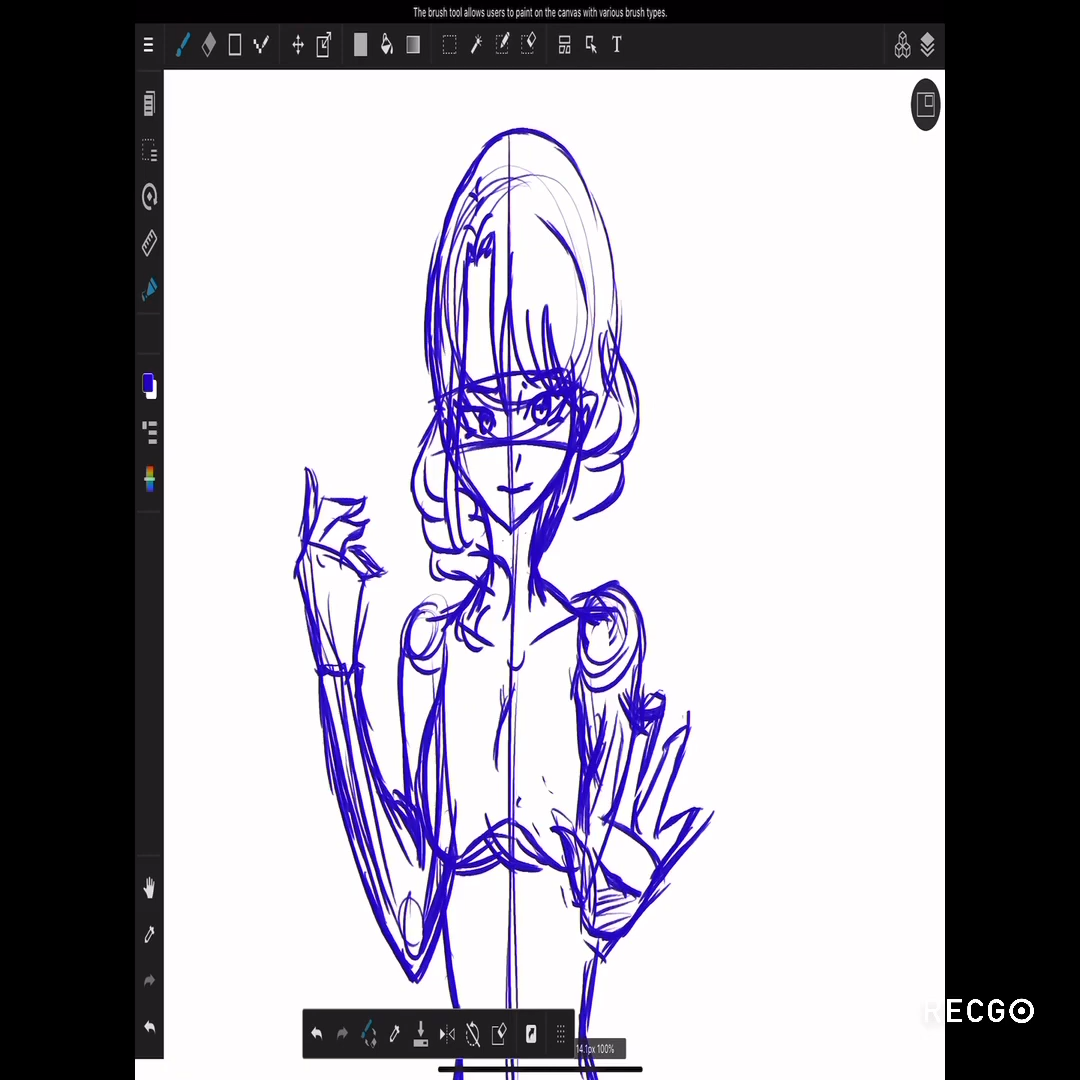 The brush tool allows users to paint on the canvas with various brush types.
T
14.1px 100%
RECGO